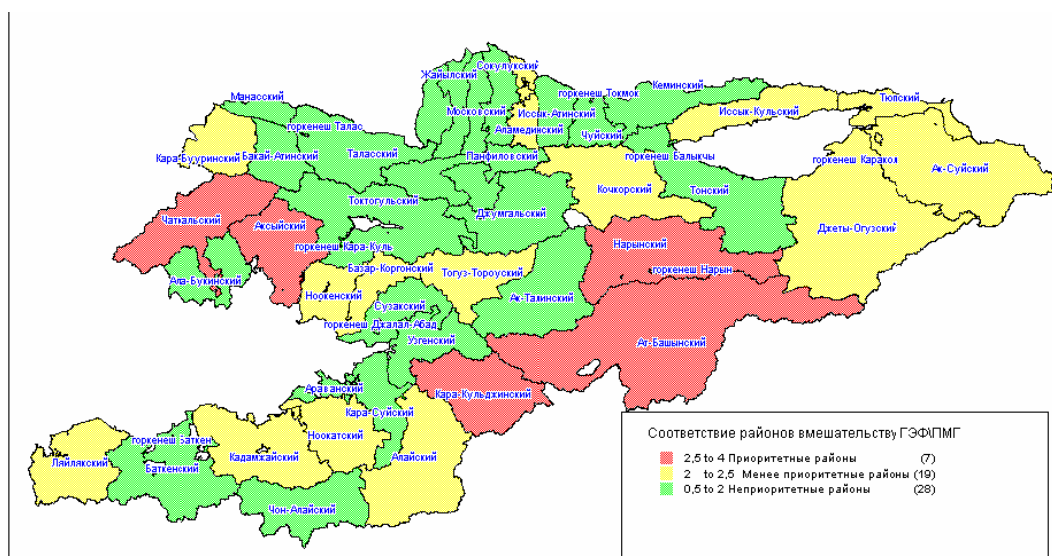 Сокулукский
Жайылский
Кеминский
горкенеш Токмок
Манасский
Тюпский
Московский
Иссык-Атинский
Иссык-Кульский
горкенеш Талас
Аламединский
Чуйский
Таласский
Панфиловский
горкенеш Балыкчы
Кара-Бууринский
Бакай-Атинский
горкенеш Каракол
Ак-Суйский
Кочкорский
Тонский
Токтогульский
Джумгальский
Чаткальский
Аксыйский
Джеты-Огузский
горкенеш Кара-Куль
Нарынский
Базар-Коргонский
Тогуз-Тороуский
горкенеш Нарын
Ала-Букинский
Ноокенский
Ак-Талинский
Сузакский
горкенеш Джалал-Абад
Узгенский
Ат-Башынский
Араванский
Кара-Кульджинский
Кара-Суйский
Ноокатский
горкенеш Баткен
Ляйлякский
Баткенский
Кадамжайский
Алайский
Чон-Алайский
Соответствие районов вмешательству ГЭФ\ПМГ
2,5 to 4 Приоритетные районы (7)
2 to 2,5 Менее приоритетные районы (19)
0,5 to 2 Неприоритетные районы (28)